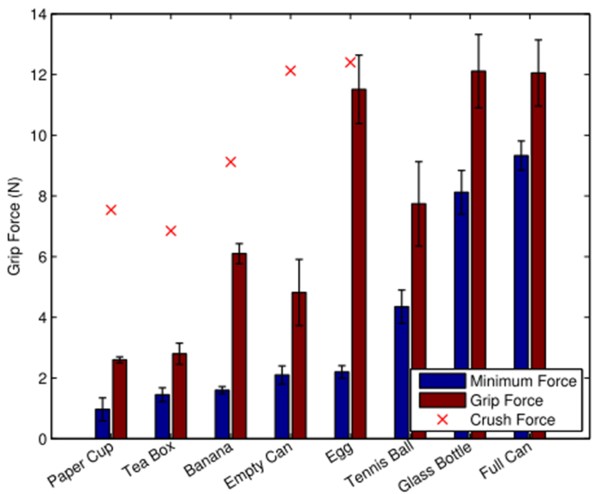 14
12
10
8
6
4
2
0
Grip Force (N)
Paper Cup
Tea Box
Banana
Empty Can
Egg
Tennis Ball
Glass Bottle
Full Can
Minimum Force
Grip Force
Crush Force